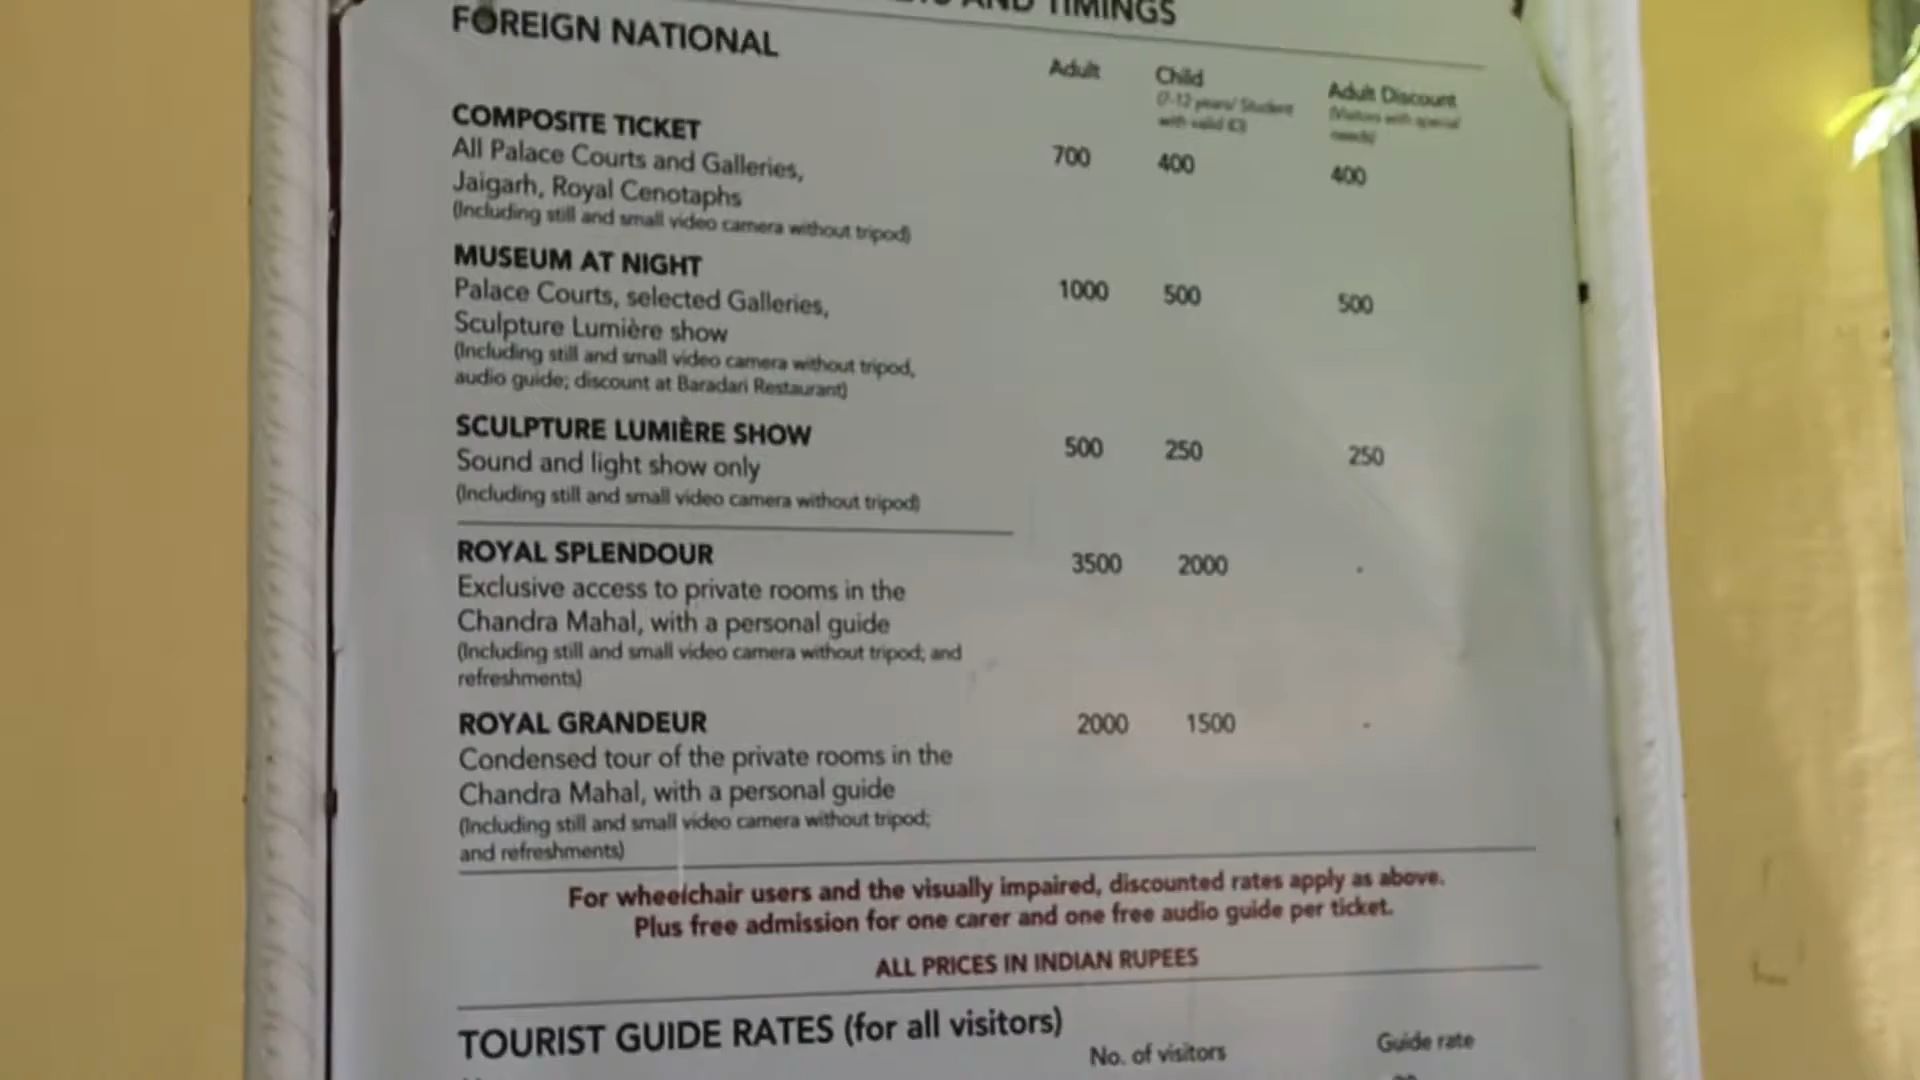 AND TIMINGS
FOREIGN NATIONAL
Adult Child Adult Discount
(7-12 years/ Student with valid ID) (Visitors with special needs)
COMPOSITE TICKET
All Palace Courts and Galleries, 700 400 400
Jaigarh, Royal Cenotaphs
(Including still and small video camera without tripod)
MUSEUM AT NIGHT
Palace Courts, selected Galleries, 1000 500 500
Sculpture Lumière show
(Including still and small video camera without tripod,
audio guide; discount at Baradari Restaurant)
SCULPTURE LUMIÈRE SHOW 500 250 250
Sound and light show only
(Including still and small video camera without tripod)
ROYAL SPLENDOUR 3500 2000 -
Exclusive access to private rooms in the
Chandra Mahal, with a personal guide
(Including still and small video camera without tripod; and
refreshments)
ROYAL GRANDEUR 2000 1500 -
Condensed tour of the private rooms in the
Chandra Mahal, with a personal guide
(Including still and small video camera without tripod;
and refreshments)
For wheelchair users and the visually impaired, discounted rates apply as above.
Plus free admission for one carer and one free audio guide per ticket.
ALL PRICES IN INDIAN RUPEES
TOURIST GUIDE RATES (for all visitors)
No. of visitors Guide rate